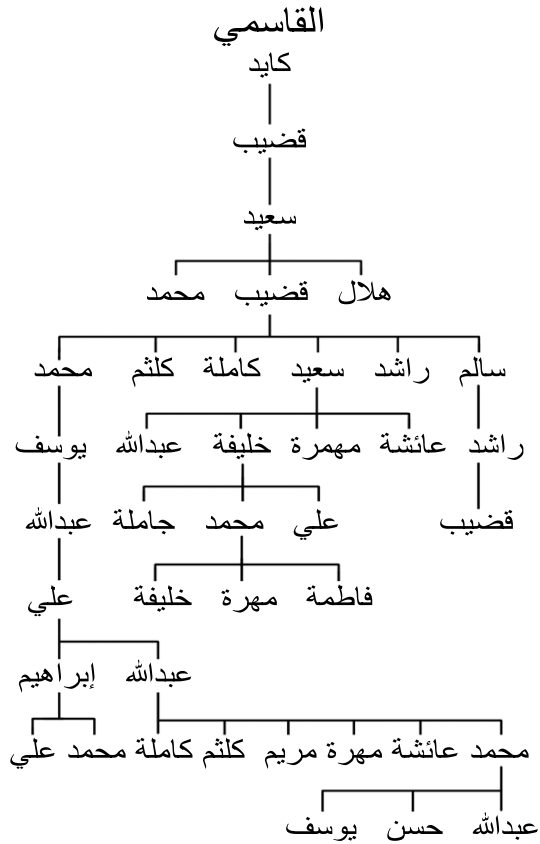 القاسمي
كايد
قضيب
سعيد
هلال قضيب محمد
سالم راشد سعيد كاملة كلثم محمد
راشد عائشة مهمرة خليفة عبدالله يوسف
قضيب علي محمد جاملة عبدالله
فاطمة مهرة خليفة علي
عبدالله إبراهيم
محمد عائشة مهرة مريم كلثم كاملة محمد علي
عبدالله حسن يوسف